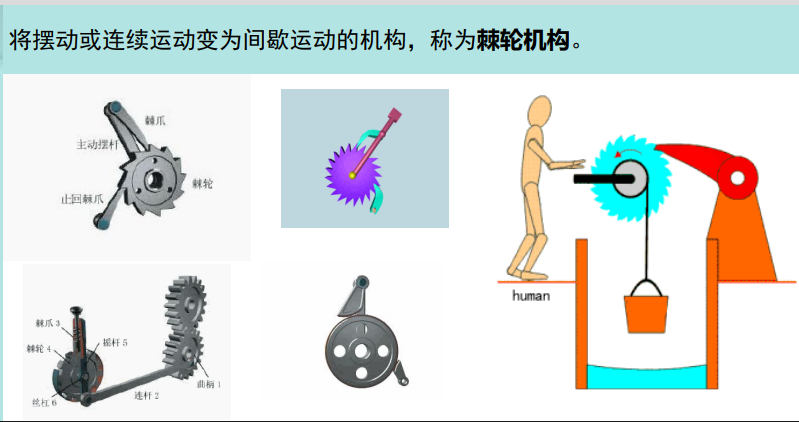 将摆动或连续运动变为间歇运动的机构，称为棘轮机构。
棘爪
主动摆杆
棘轮
止回棘爪
human
棘爪 3
摇杆 5
棘轮 4
曲柄 1
连杆 2
丝杠 6